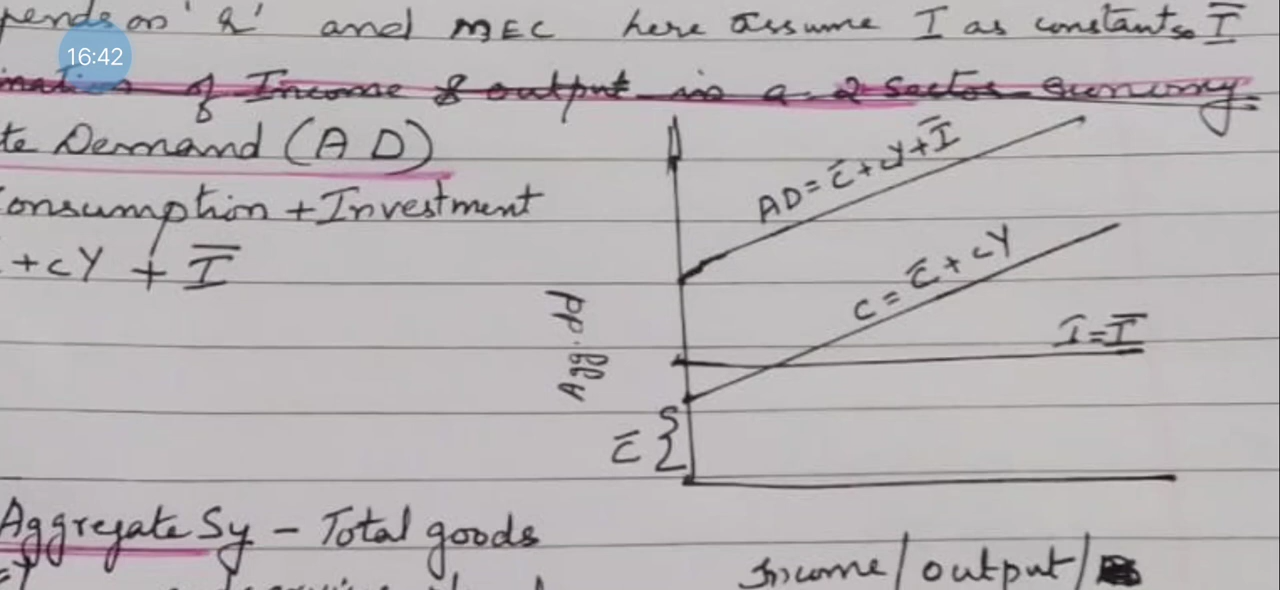 pends on 'r' and MEC here assume I as constant so Ī
16:42
of Income & output in a 2 Sector Economy
te Demand (AD)
onsumption + Investment
+cY + Ī
AD = C̄ + cY + Ī
C = C̄ + cY
I = Ī
Agg. dd
C̄ {
Aggregate Sy - Total goods
=Y
Income / output /